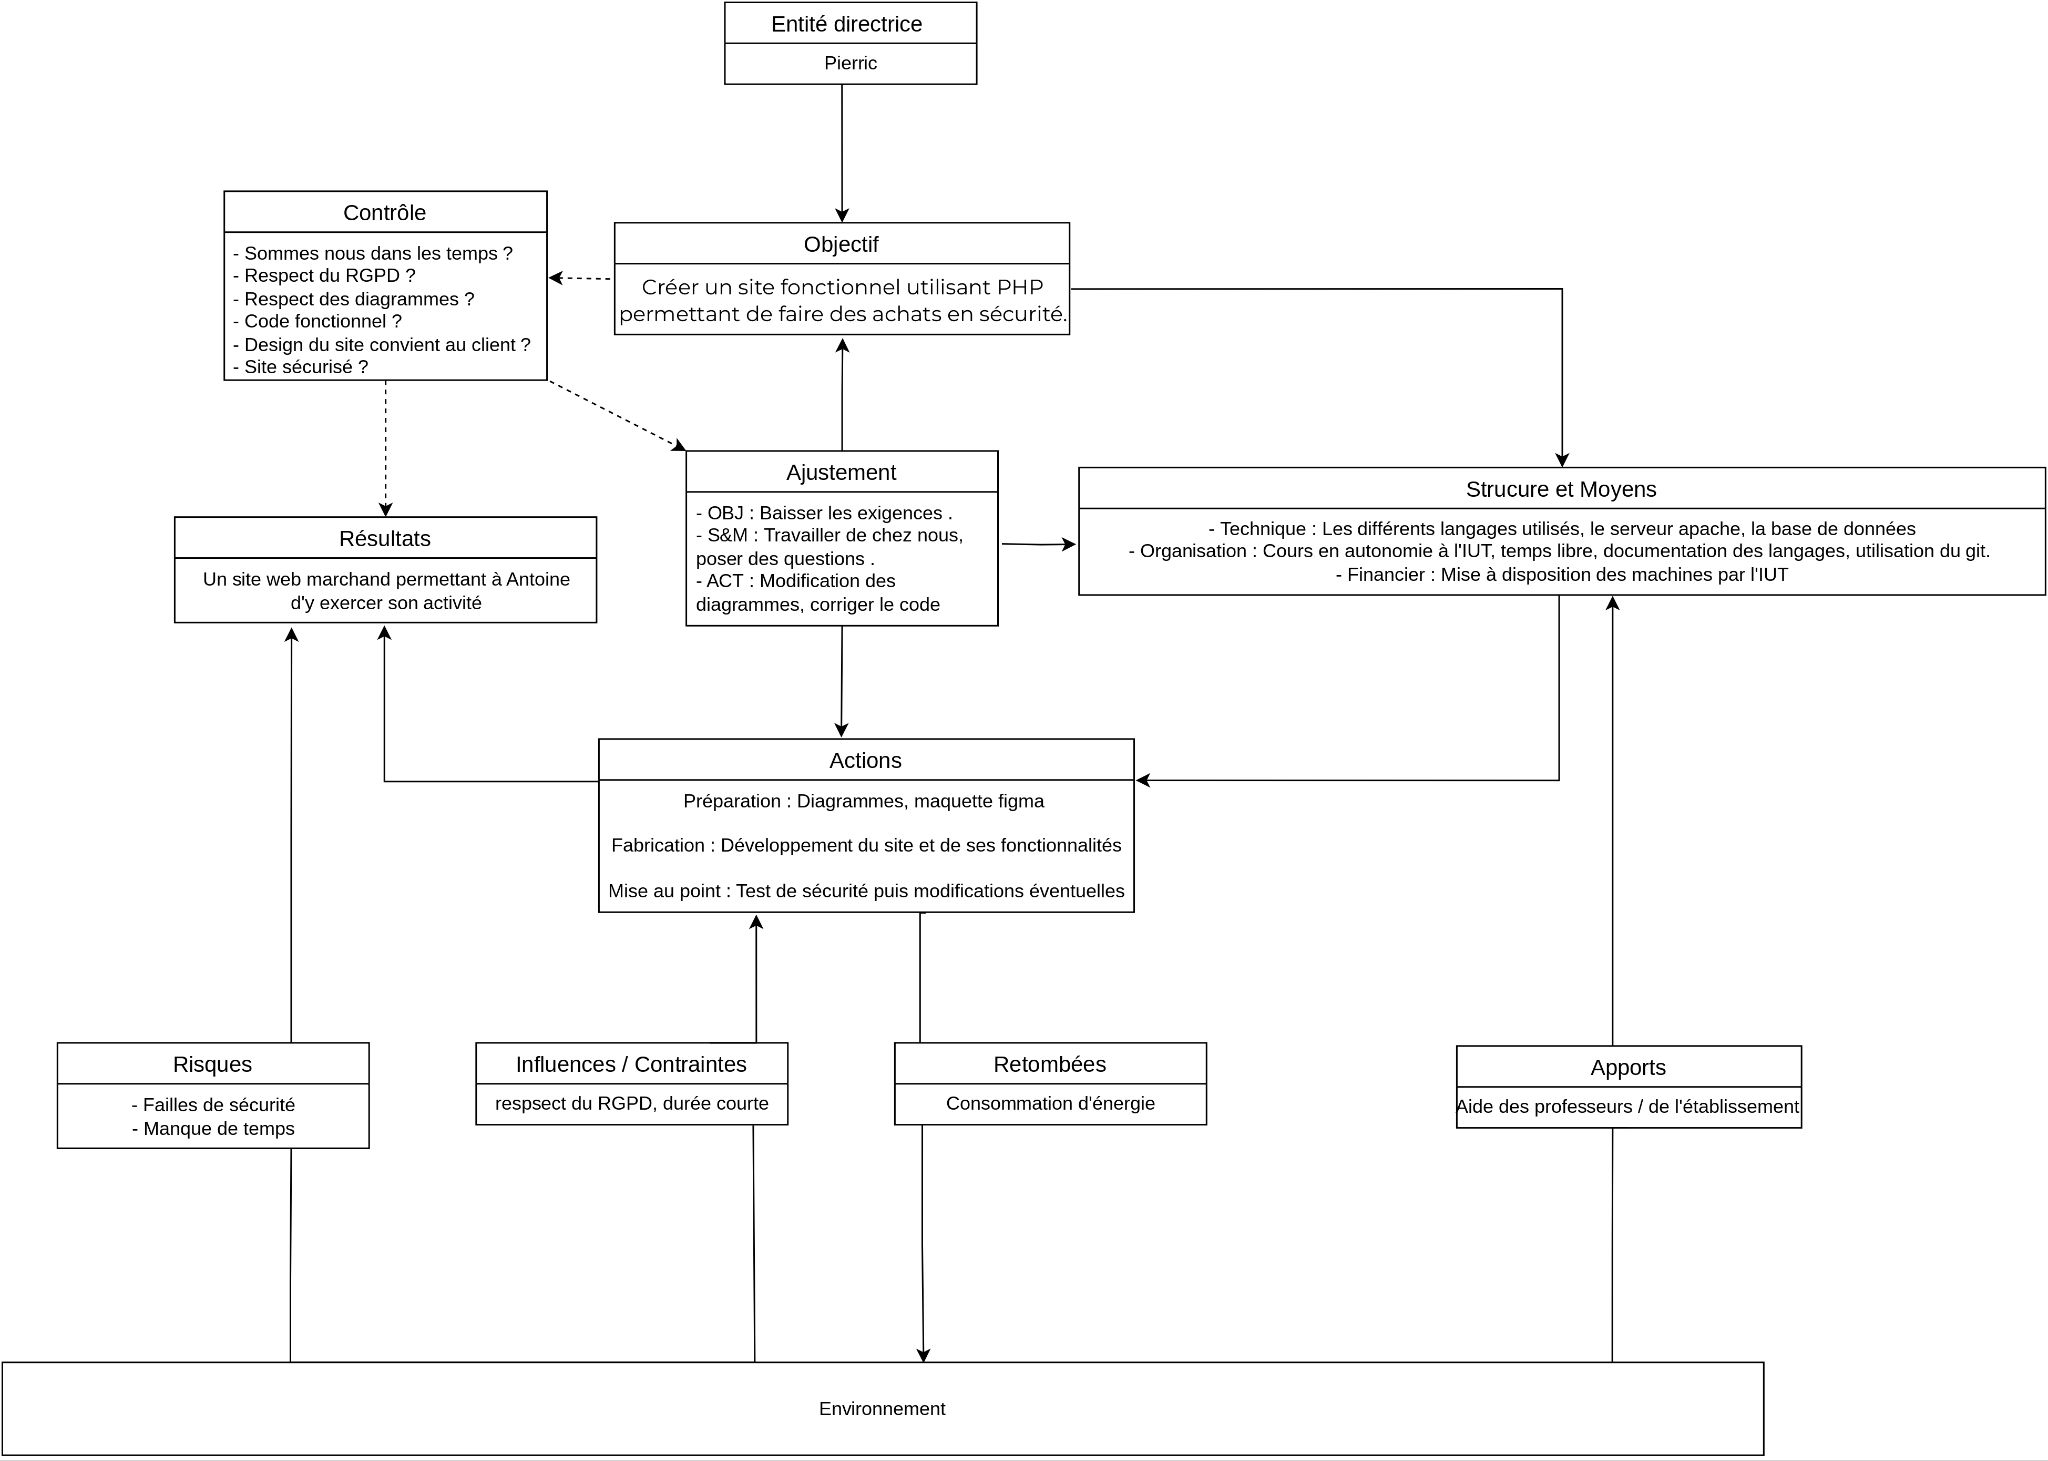 Entité directrice
Pierric
Contrôle
- Sommes nous dans les temps ?
- Respect du RGPD ?
- Respect des diagrammes ?
- Code fonctionnel ?
- Design du site convient au client ?
- Site sécurisé ?
Objectif
Créer un site fonctionnel utilisant PHP
permettant de faire des achats en sécurité.
Ajustement
- OBJ : Baisser les exigences .
- S&M : Travailler de chez nous,
poser des questions .
- ACT : Modification des
diagrammes, corriger le code
Strucure et Moyens
- Technique : Les différents langages utilisés, le serveur apache, la base de données
- Organisation : Cours en autonomie à l'IUT, temps libre, documentation des langages, utilisation du git.
- Financier : Mise à disposition des machines par l'IUT
Résultats
Un site web marchand permettant à Antoine
d'y exercer son activité
Actions
Préparation : Diagrammes, maquette figma
Fabrication : Développement du site et de ses fonctionnalités
Mise au point : Test de sécurité puis modifications éventuelles
Risques
- Failles de sécurité
- Manque de temps
Influences / Contraintes
respsect du RGPD, durée courte
Retombées
Consommation d'énergie
Apports
Aide des professeurs / de l'établissement
Environnement